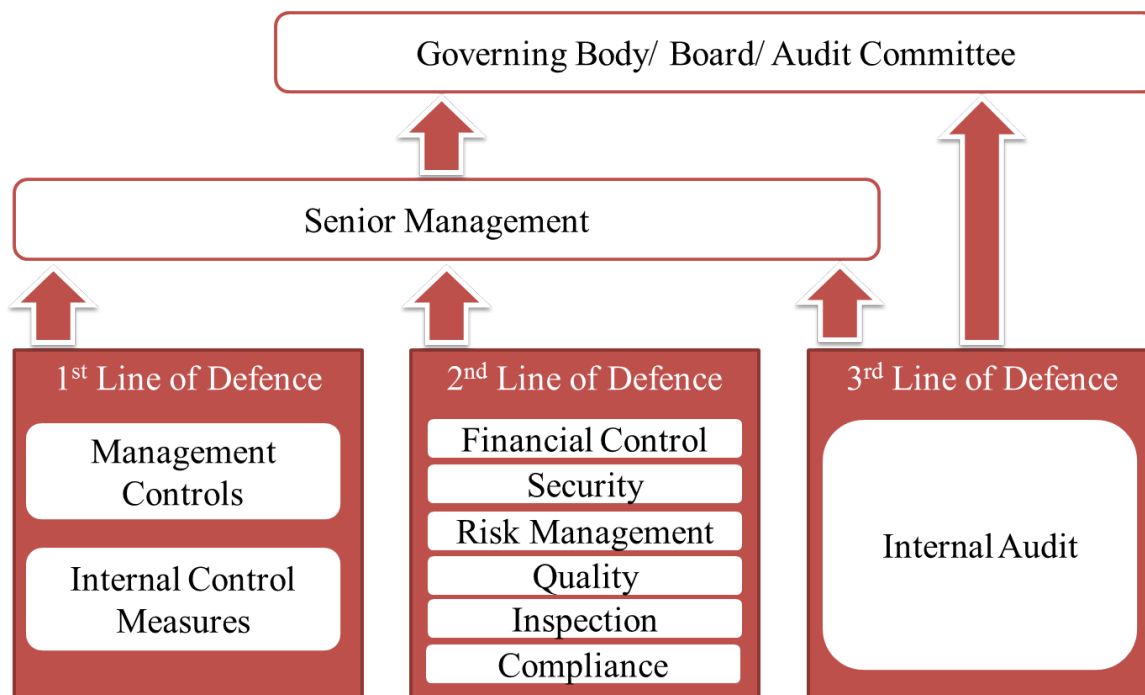 Governing Body/ Board/ Audit Committee
Senior Management
1st Line of Defence
Management
Controls
Internal Control
Measures
2nd Line of Defence
Financial Control
Security
Risk Management
Quality
Inspection
Compliance
3rd Line of Defence
Internal Audit